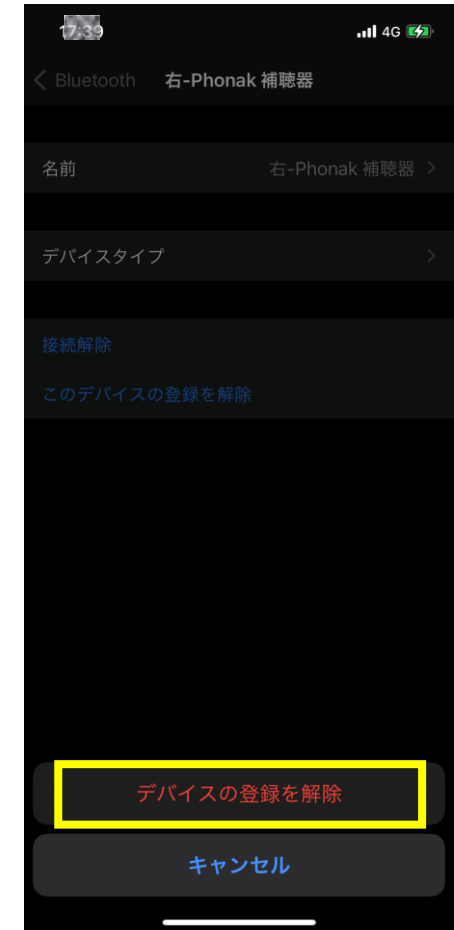 17:39 4G
Bluetooth 右-Phonak 補聴器
名前 右-Phonak 補聴器
デバイスタイプ
接続解除
このデバイスの登録を解除
デバイスの登録を解除
キャンセル